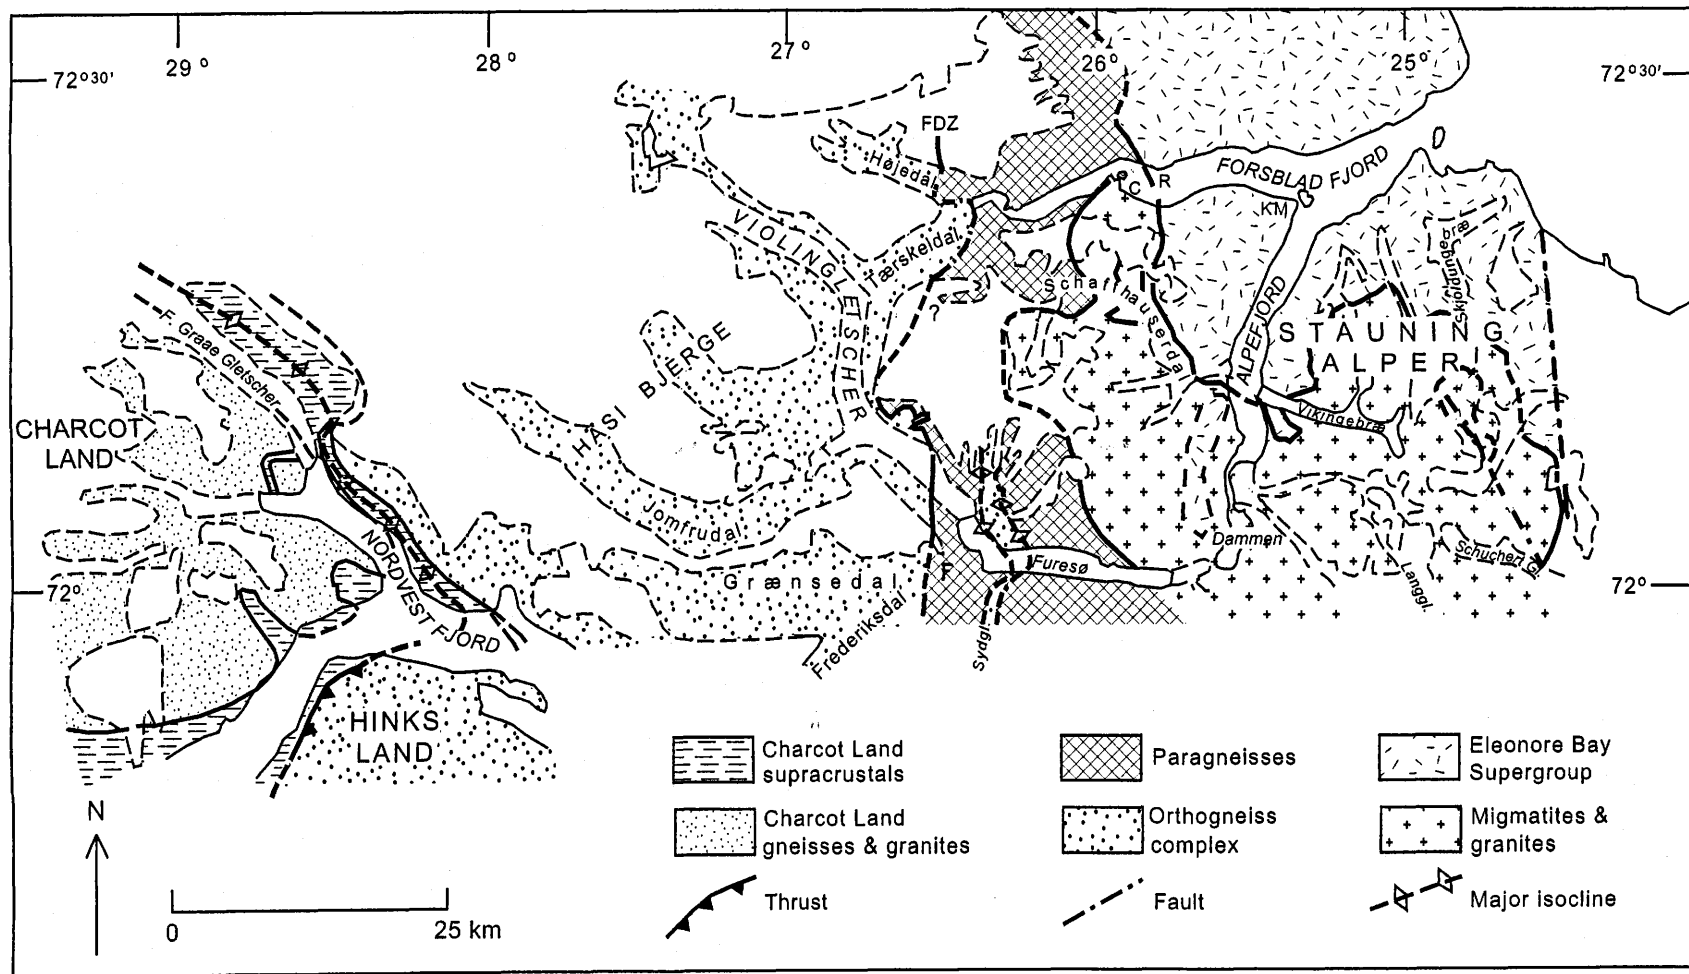 29°
28°
27°
26°
25°
72°30'
72°30'
FDZ
Højedal
C
R
FORSBLAD FJORD
KM
VIOLINGLETSCHER
Tærskeldal
?
Schaffhauserdal
ALPEFJORD
Skjoldungebræ
STAUNING
ALPER
F. Graae Gletscher
HÅSI BJERGE
Vikingebræ
CHARCOT
LAND
Jomfrudal
NORDVEST FJORD
Grænsedal
F
Furesø
Dammen
Langgl.
Schuchert Gl.
72°
72°
Frederiksdal
Sydgl.
HINKS
LAND
N
0
25 km
Charcot Land
supracrustals
Charcot Land
gneisses & granites
Thrust
Paragneisses
Orthogneiss
complex
Fault
Eleonore Bay
Supergroup
Migmatites &
granites
Major isocline